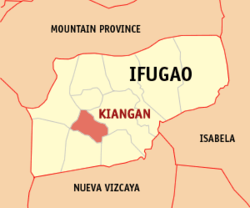 MOUNTAIN PROVINCE
IFUGAO
KIANGAN
ISABELA
NUEVA VIZCAYA